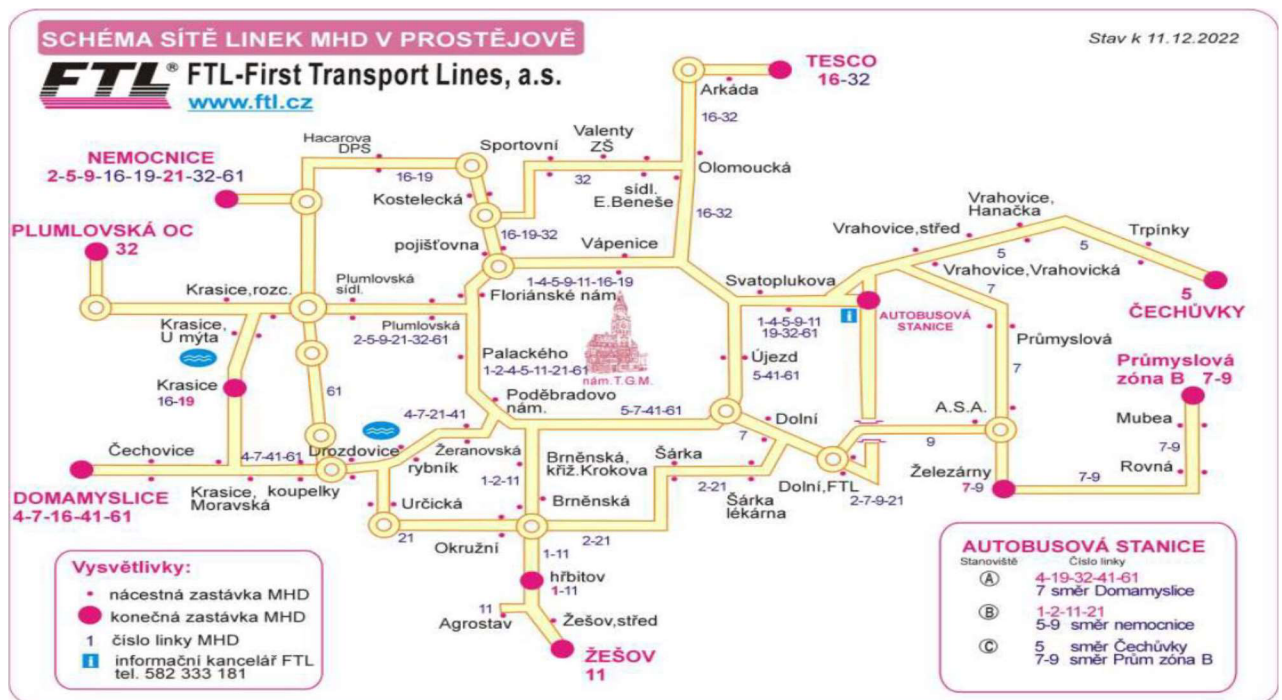 SCHÉMA SÍTĚ LINEK MHD V PROSTĚJOVĚ
Stav k 11.12.2022
FTL® FTL-First Transport Lines, a.s.
www.ftl.cz
TESCO
16-32
Arkáda
16-32
Hacarova
DPS
16-19
Sportovní
Valenty
ZŠ
32
sídl.
E.Beneše
Olomoucká
16-32
NEMOCNICE
2-5-9-16-19-21-32-61
Kostelecká
16-19-32
PLUMLOVSKÁ OC
32
pojišťovna
Vápenice
1-4-5-9-11-16-19
Vrahovice,
Hanačka
Vrahovice,střed
5
5
Trpínky
Vrahovice,Vrahovická
7
5
ČECHŮVKY
Krasice,rozc.
Plumlovská
sídl.
Floriánské nám.
Svatoplukova
1-4-5-9-11
19-32-61
i
AUTOBUSOVÁ
STANICE
Krasice,
U mýta
Plumlovská
2-5-9-21-32-61
Palackého
1-2-4-5-11-21-61
nám.T.G.M.
Újezd
5-41-61
Průmyslová
7
Průmyslová
zóna B 7-9
Krasice
16-19
61
Poděbradovo
nám.
5-7-41-61
4-7-21-41
Dolní
7
A.S.A.
9
Mubea
7-9
Rovná
Čechovice
4-7-41-61
Drozdovice
rybník
Žeranovská
Brněnská,
křiž.Krokova
1-2-11
Šárka
2-21
Šárka
lékárna
Dolní,FTL
2-7-9-21
Železárny
7-9
7-9
DOMAMYSLICE
4-7-16-41-61
Krasice,
Moravská
koupelky
Určická
21
Brněnská
Okružní
2-21
1-11
hřbitov
1-11
11
Agrostav
Žešov,střed
ŽEŠOV
11
Vysvětlivky:
nácestná zastávka MHD
konečná zastávka MHD
1 číslo linky MHD
i informační kancelář FTL
tel. 582 333 181
AUTOBUSOVÁ STANICE
Stanoviště Číslo linky
A 4-19-32-41-61
7 směr Domamyslice
B 1-2-11-21
5-9 směr nemocnice
C 5 směr Čechůvky
7-9 směr Prům zóna B